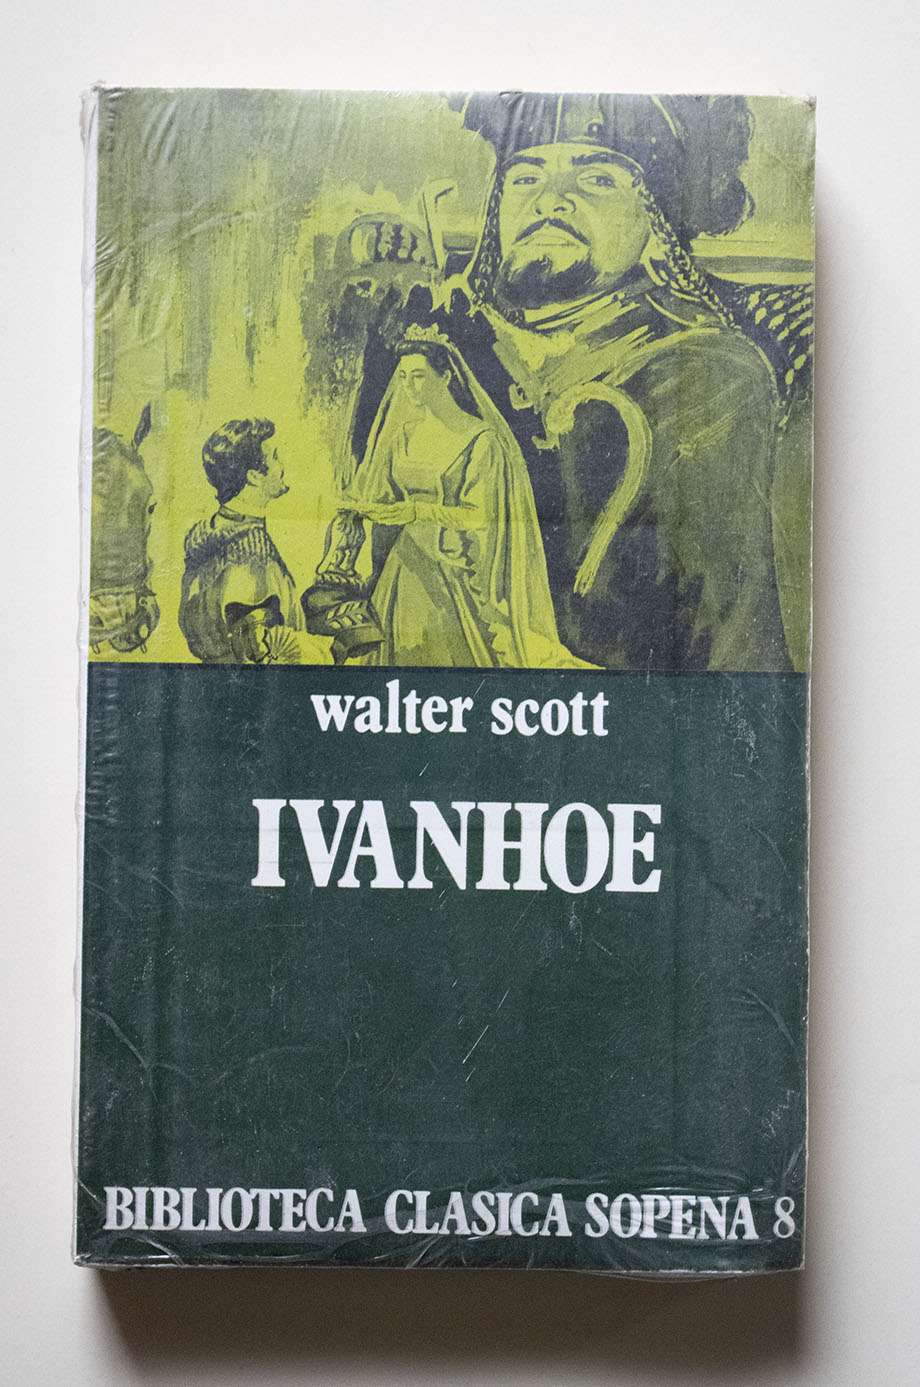 walter scott
IVANHOE
BIBLIOTECA CLASICA SOPENA 8